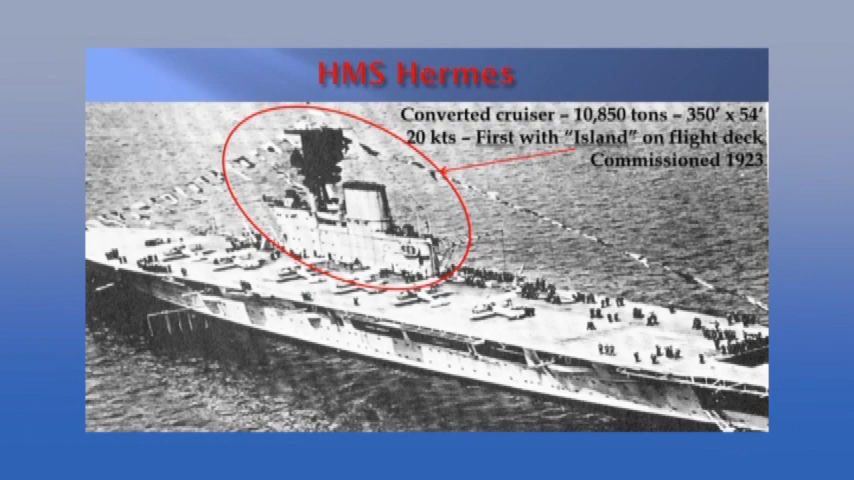 HMS Hermes
Converted cruiser – 10,850 tons – 350’ x 54’
20 kts – First with “Island” on flight deck
Commissioned 1923